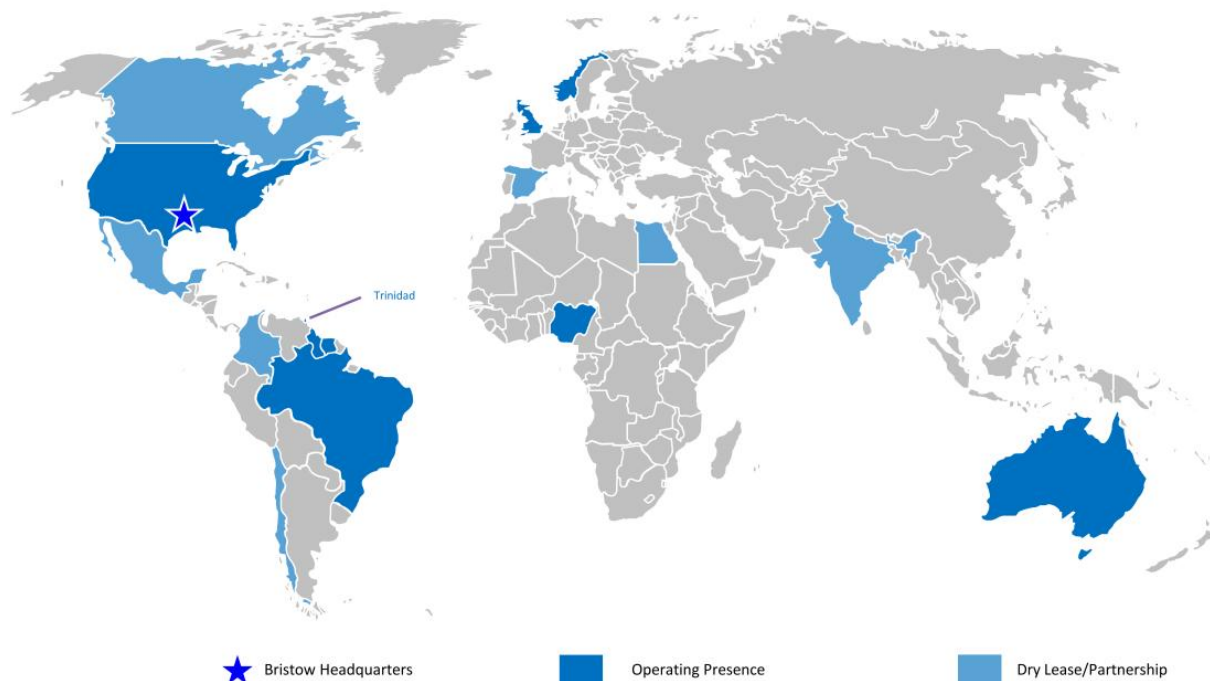 Trinidad
Bristow Headquarters
Operating Presence
Dry Lease/Partnership